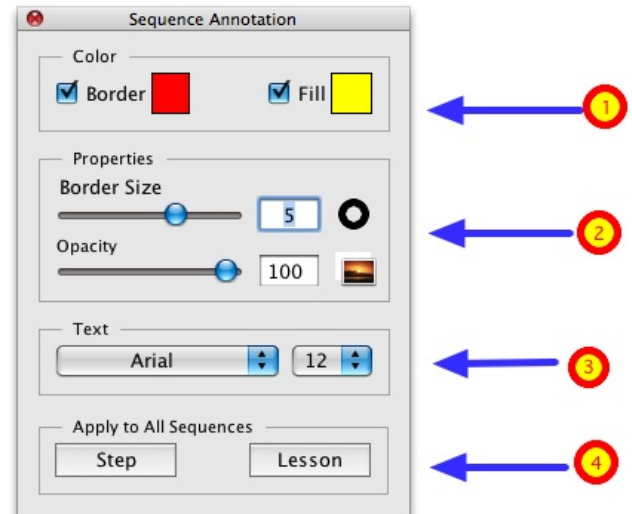 Sequence Annotation
Color
Border Fill
1
Properties
Border Size
5
2
Opacity
100
Text
Arial 12
3
Apply to All Sequences
Step Lesson
4